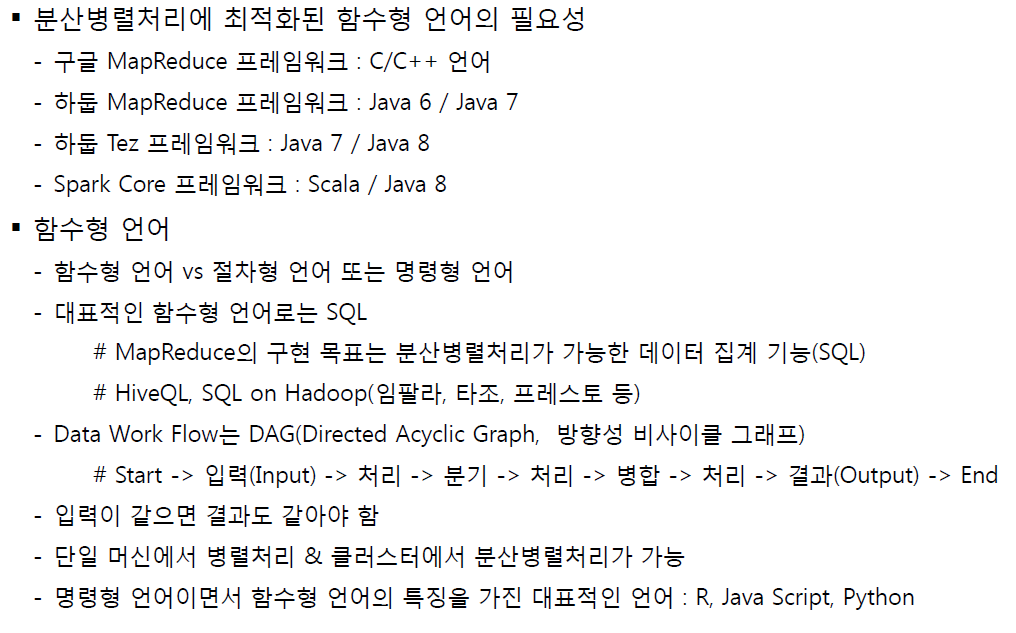 ▪ 분산병렬처리에 최적화된 함수형 언어의 필요성
- 구글 MapReduce 프레임워크 : C/C++ 언어
- 하둡 MapReduce 프레임워크 : Java 6 / Java 7
- 하둡 Tez 프레임워크 : Java 7 / Java 8
- Spark Core 프레임워크 : Scala / Java 8
▪ 함수형 언어
- 함수형 언어 vs 절차형 언어 또는 명령형 언어
- 대표적인 함수형 언어로는 SQL
# MapReduce의 구현 목표는 분산병렬처리가 가능한 데이터 집계 기능(SQL)
# HiveQL, SQL on Hadoop(임팔라, 타조, 프레스토 등)
- Data Work Flow는 DAG(Directed Acyclic Graph, 방향성 비사이클 그래프)
# Start -> 입력(Input) -> 처리 -> 분기 -> 처리 -> 병합 -> 처리 -> 결과(Output) -> End
- 입력이 같으면 결과도 같아야 함
- 단일 머신에서 병렬처리 & 클러스터에서 분산병렬처리가 가능
- 명령형 언어이면서 함수형 언어의 특징을 가진 대표적인 언어 : R, Java Script, Python